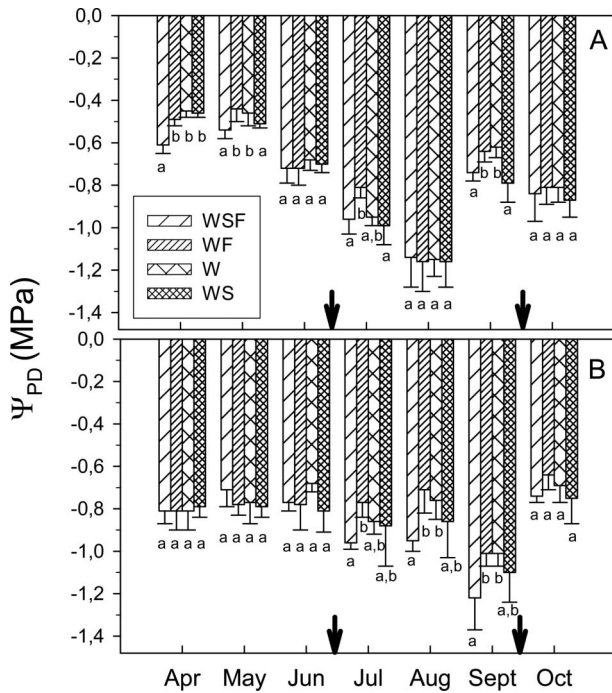 ΨPD (MPa)
0,0
-0,2
-0,4
-0,6
-0,8
-1,0
-1,2
-1,4
A
a b b b
a b b a
a a a a
a b a,b a
a a a a
a b b a
a a a a
WSF
WF
W
WS
0,0
-0,2
-0,4
-0,6
-0,8
-1,0
-1,2
-1,4
B
a a a a
a a a a
a a a a
a b a,b a,b
a b b a,b
a b b a,b
a a a a
Apr May Jun Jul Aug Sept Oct